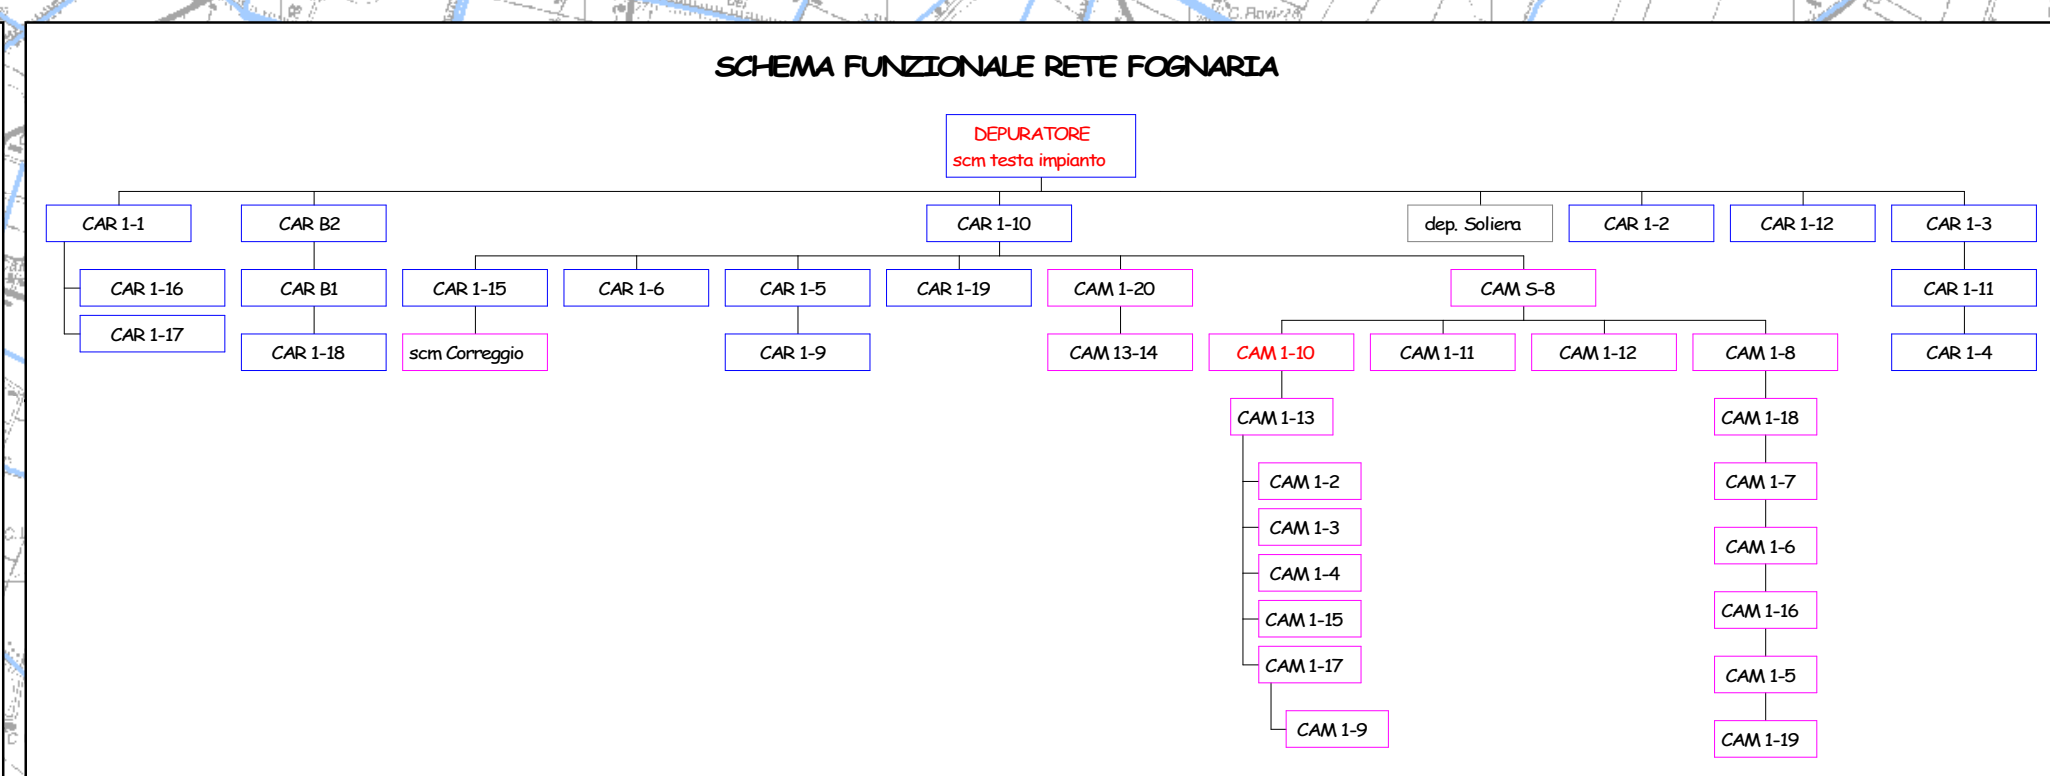 SCHEMA FUNZIONALE RETE FOGNARIA
DEPURATORE
scm testa impianto
CAR 1-1
CAR B2
CAR 1-10
dep. Soliera
CAR 1-2
CAR 1-12
CAR 1-3
CAR 1-16
CAR B1
CAR 1-15
CAR 1-6
CAR 1-5
CAR 1-19
CAM 1-20
CAM S-8
CAR 1-11
CAR 1-17
CAR 1-18
scm Correggio
CAR 1-9
CAM 13-14
CAM 1-10
CAM 1-11
CAM 1-12
CAM 1-8
CAR 1-4
CAM 1-13
CAM 1-18
CAM 1-2
CAM 1-7
CAM 1-3
CAM 1-6
CAM 1-4
CAM 1-15
CAM 1-16
CAM 1-17
CAM 1-5
CAM 1-9
CAM 1-19